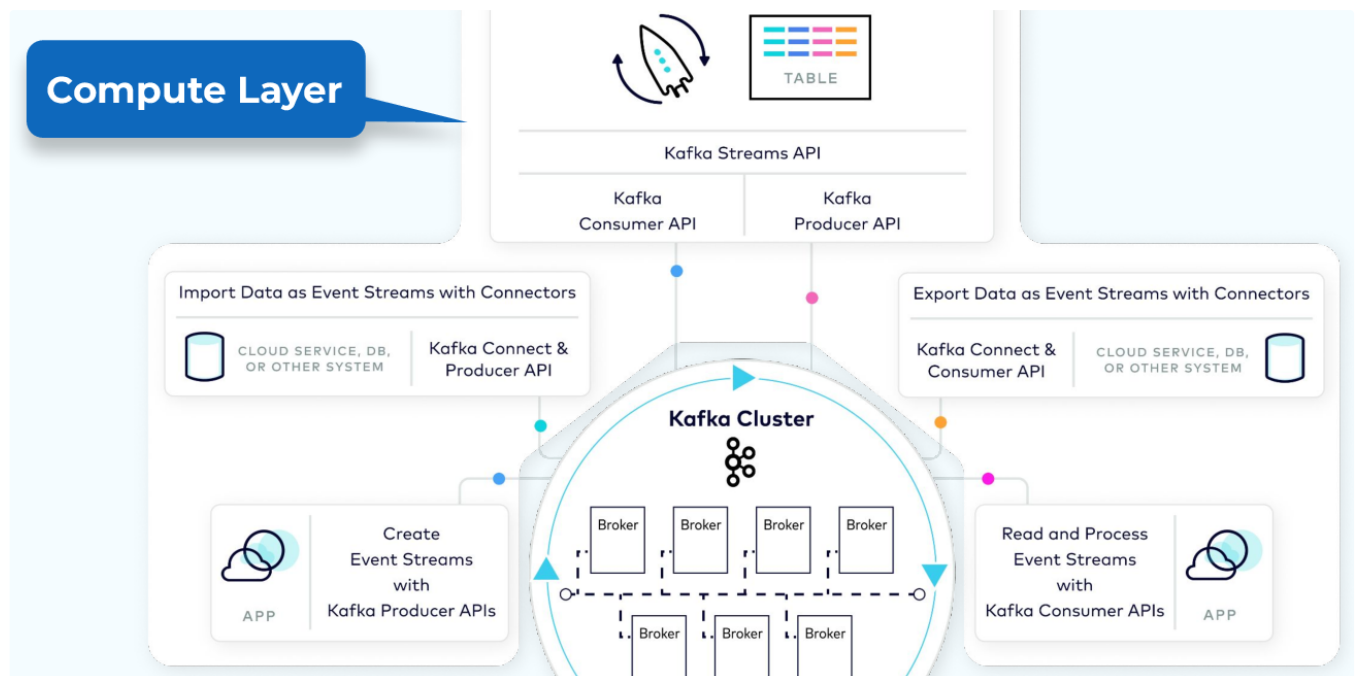 Compute Layer
TABLE
Kafka Streams API
Kafka
Consumer API
Kafka
Producer API
Import Data as Event Streams with Connectors
CLOUD SERVICE, DB,
OR OTHER SYSTEM
Kafka Connect &
Producer API
Export Data as Event Streams with Connectors
Kafka Connect &
Consumer API
CLOUD SERVICE, DB,
OR OTHER SYSTEM
Kafka Cluster
Broker
Broker
Broker
Broker
Broker
Broker
Broker
APP
Create
Event Streams
with
Kafka Producer APIs
Read and Process
Event Streams
with
Kafka Consumer APIs
APP